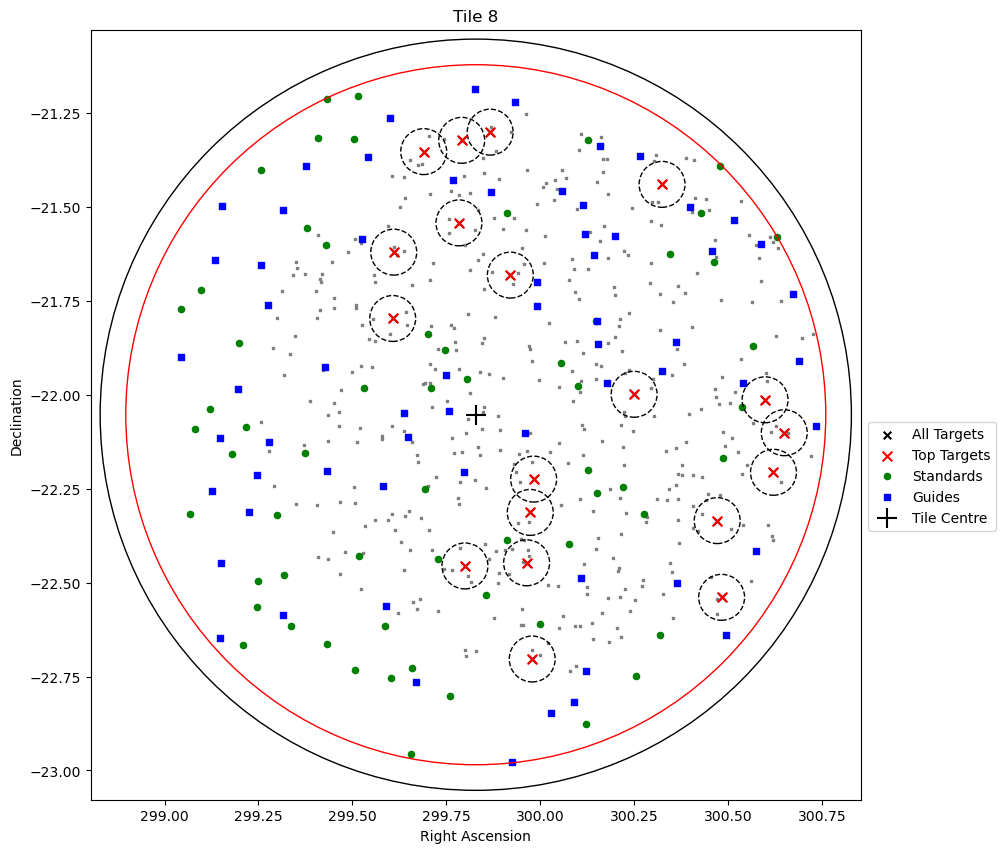 Tile 8
Declination
−21.25
−21.50
−21.75
−22.00
−22.25
−22.50
−22.75
−23.00
299.00 299.25 299.50 299.75 300.00 300.25 300.50 300.75
Right Ascension
All Targets
Top Targets
Standards
Guides
Tile Centre